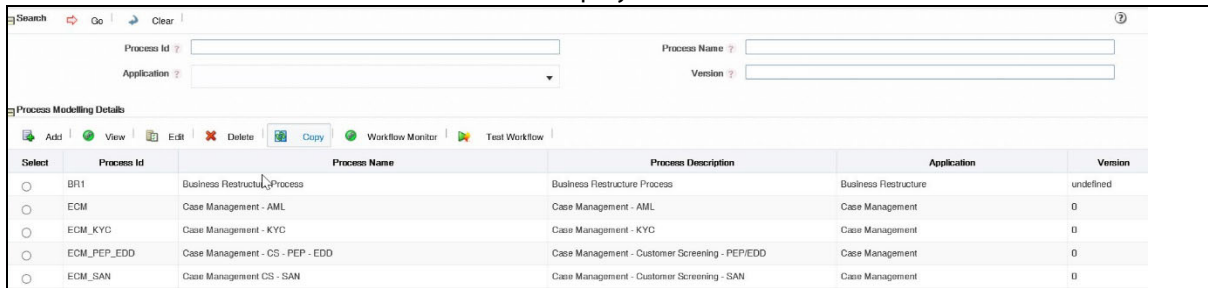 Search Go Clear ?
Process Id ? Process Name ?
Application ? Version ?
Process Modelling Details
Add View Edit Delete Copy Workflow Monitor Test Workflow
Select Process Id Process Name Process Description Application Version
BR1 Business Restructure Process Business Restructure Process Business Restructure undefined
ECM Case Management - AML Case Management - AML Case Management 0
ECM_KYC Case Management - KYC Case Management - KYC Case Management 0
ECM_PEP_EDD Case Management - CS - PEP - EDD Case Management - Customer Screening - PEP/EDD Case Management 0
ECM_SAN Case Management CS - SAN Case Management - Customer Screening - SAN Case Management 0